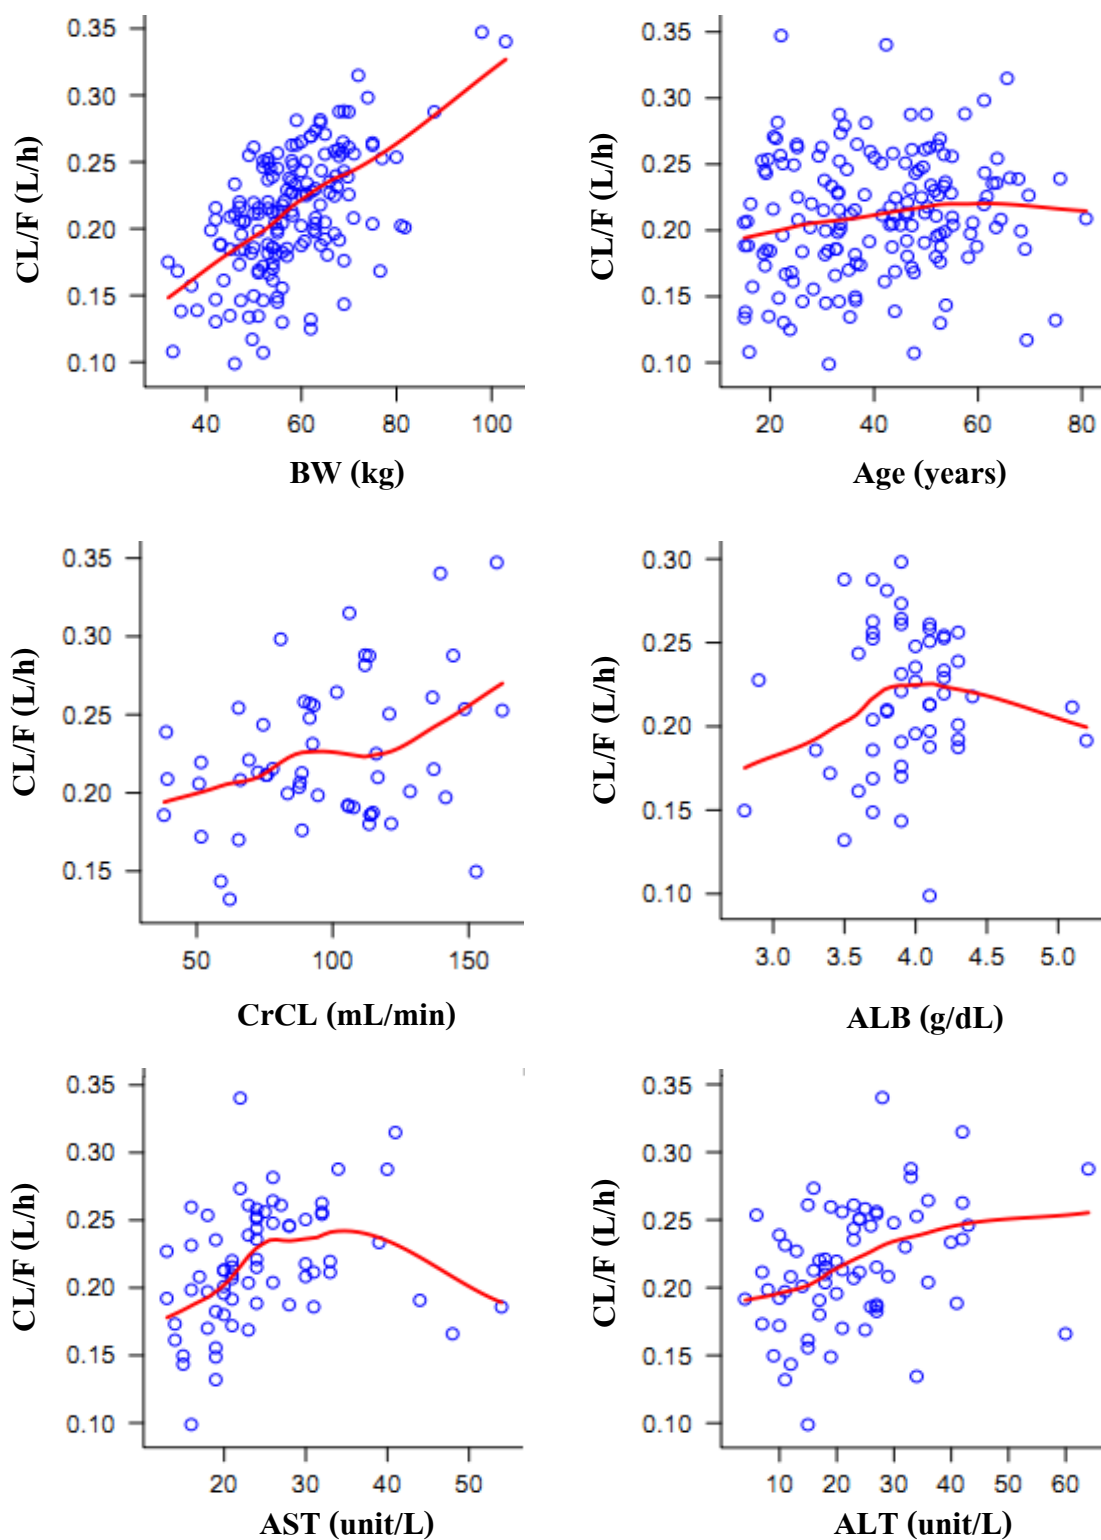 0.35
0.30
0.25
0.20
0.15
0.10
CL/F (L/h)
40 60 80 100
BW (kg)
0.35
0.30
0.25
0.20
0.15
0.10
CL/F (L/h)
20 40 60 80
Age (years)
0.35
0.30
0.25
0.20
0.15
CL/F (L/h)
50 100 150
CrCL (mL/min)
0.30
0.25
0.20
0.15
0.10
CL/F (L/h)
3.0 3.5 4.0 4.5 5.0
ALB (g/dL)
0.35
0.30
0.25
0.20
0.15
0.10
CL/F (L/h)
20 30 40 50
AST (unit/L)
0.35
0.30
0.25
0.20
0.15
0.10
CL/F (L/h)
10 20 30 40 50 60
ALT (unit/L)